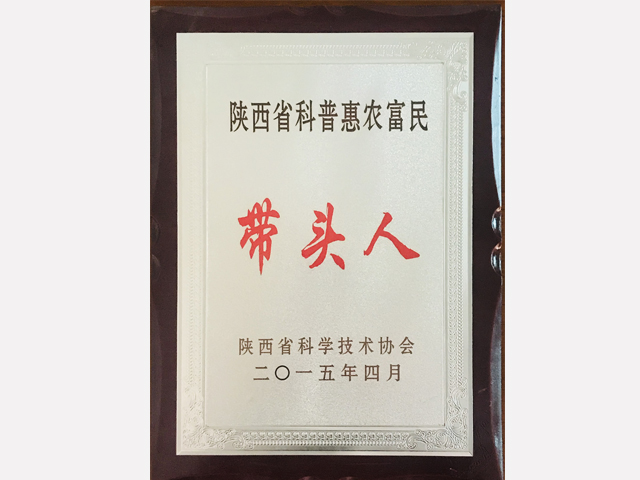 陕西省科普惠农富民
带头人
陕西省科学技术协会
二〇一五年四月